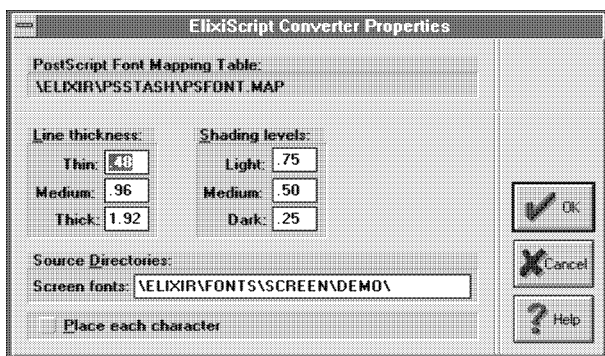 ElixiScript Converter Properties
PostScript Font Mapping Table:
\ELIXIR\PSSTASH\PSFONT.MAP
Line thickness: Shading levels:
Thin: .48 Light: .75
Medium: .96 Medium: .50
Thick: 1.92 Dark: .25
OK
Source Directories:
Screen fonts: \ELIXIR\FONTS\SCREEN\DEMO\
Cancel
Place each character
Help